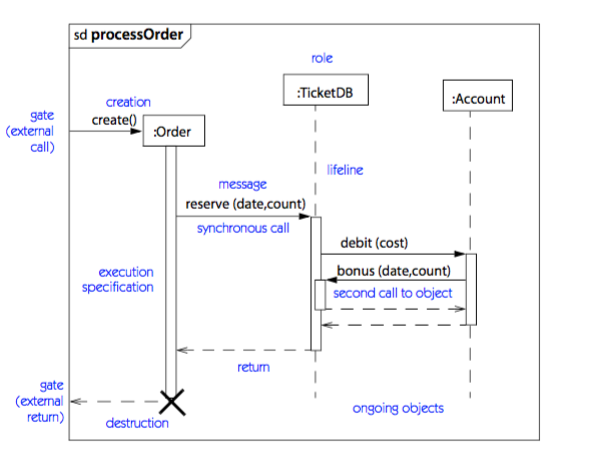 sd processOrder
role
:TicketDB
:Account
creation
gate
(external
call)
create()
:Order
lifeline
message
reserve (date,count)
synchronous call
debit (cost)
bonus (date,count)
execution
specification
second call to object
return
gate
(external
return)
ongoing objects
destruction